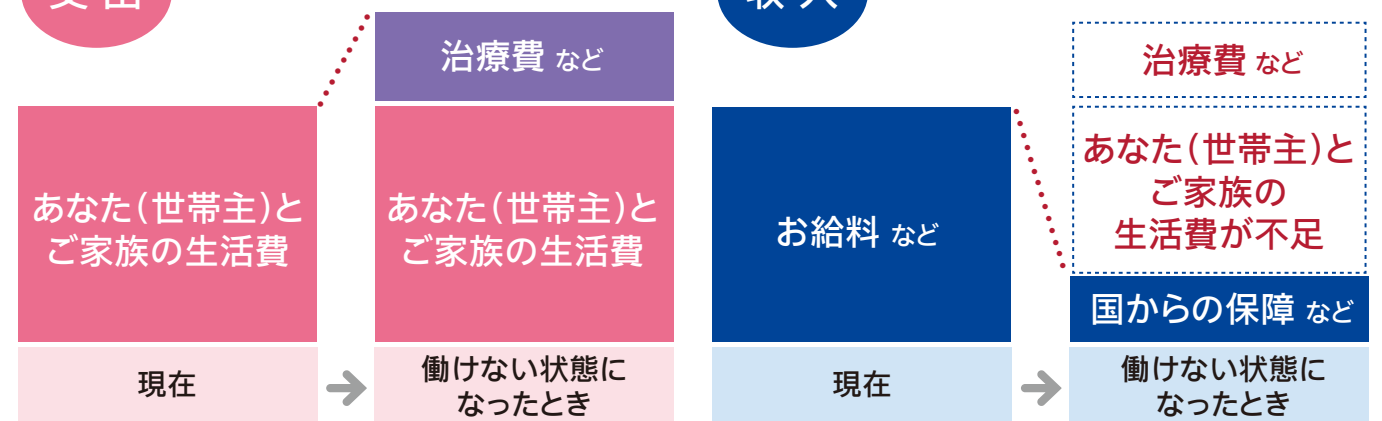 支出
治療費 など
あなた(世帯主)と
ご家族の生活費
あなた(世帯主)と
ご家族の生活費
現在
働けない状態に
なったとき
収入
治療費 など
お給料 など
あなた(世帯主)と
ご家族の
生活費が不足
国からの保障 など
現在
働けない状態に
なったとき